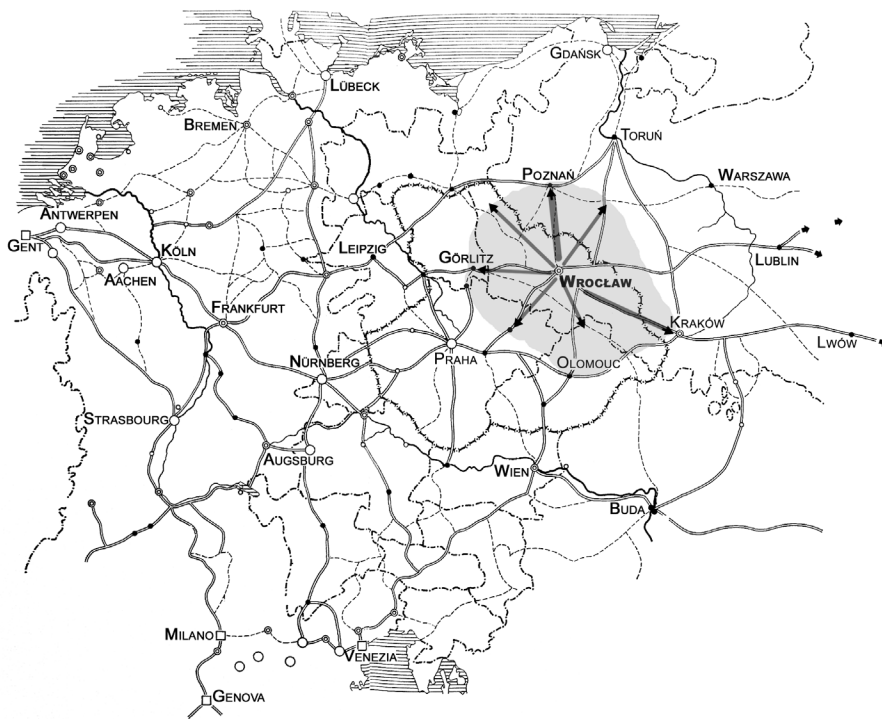 Gdańsk
Lübeck
Bremen
Toruń
Poznań
Warszawa
Antwerpen
Gent
Köln
Leipzig
Görlitz
Lublin
Aachen
Wrocław
Frankfurt
Kraków
Lwów
Nürnberg
Praha
Olomouc
Strasbourg
Augsburg
Wien
Buda
Milano
Venezia
Genova